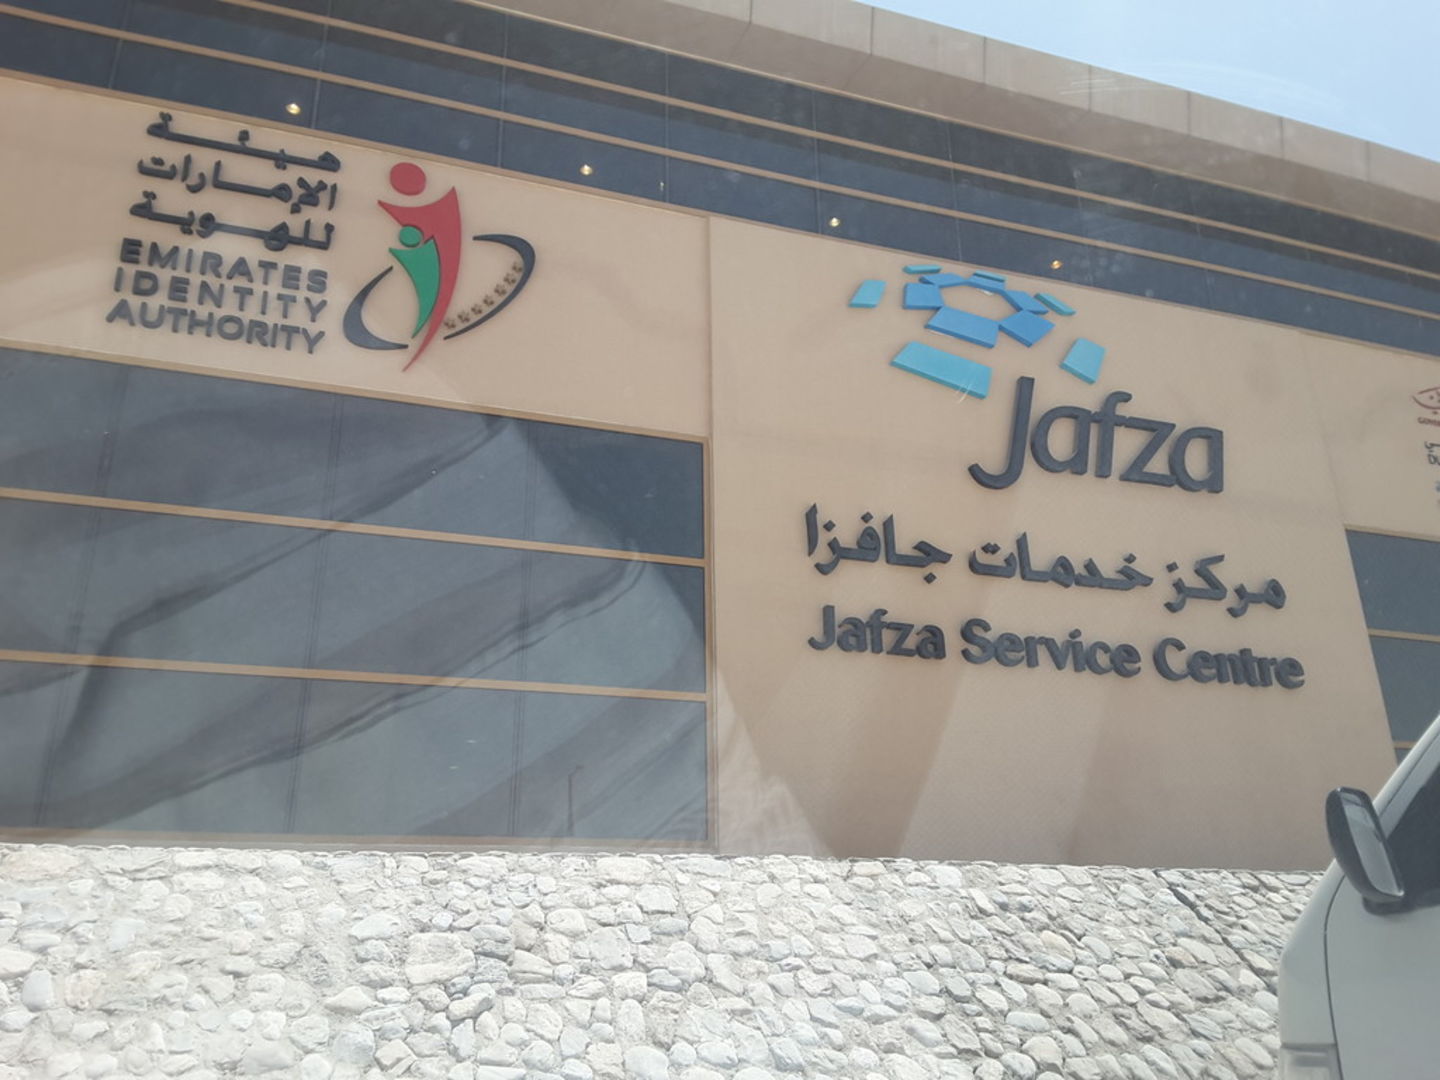 هيئة
الإمارات
للهوية
EMIRATES
IDENTITY
AUTHORITY
Jafza
مركز خدمات جافزا
Jafza Service Centre